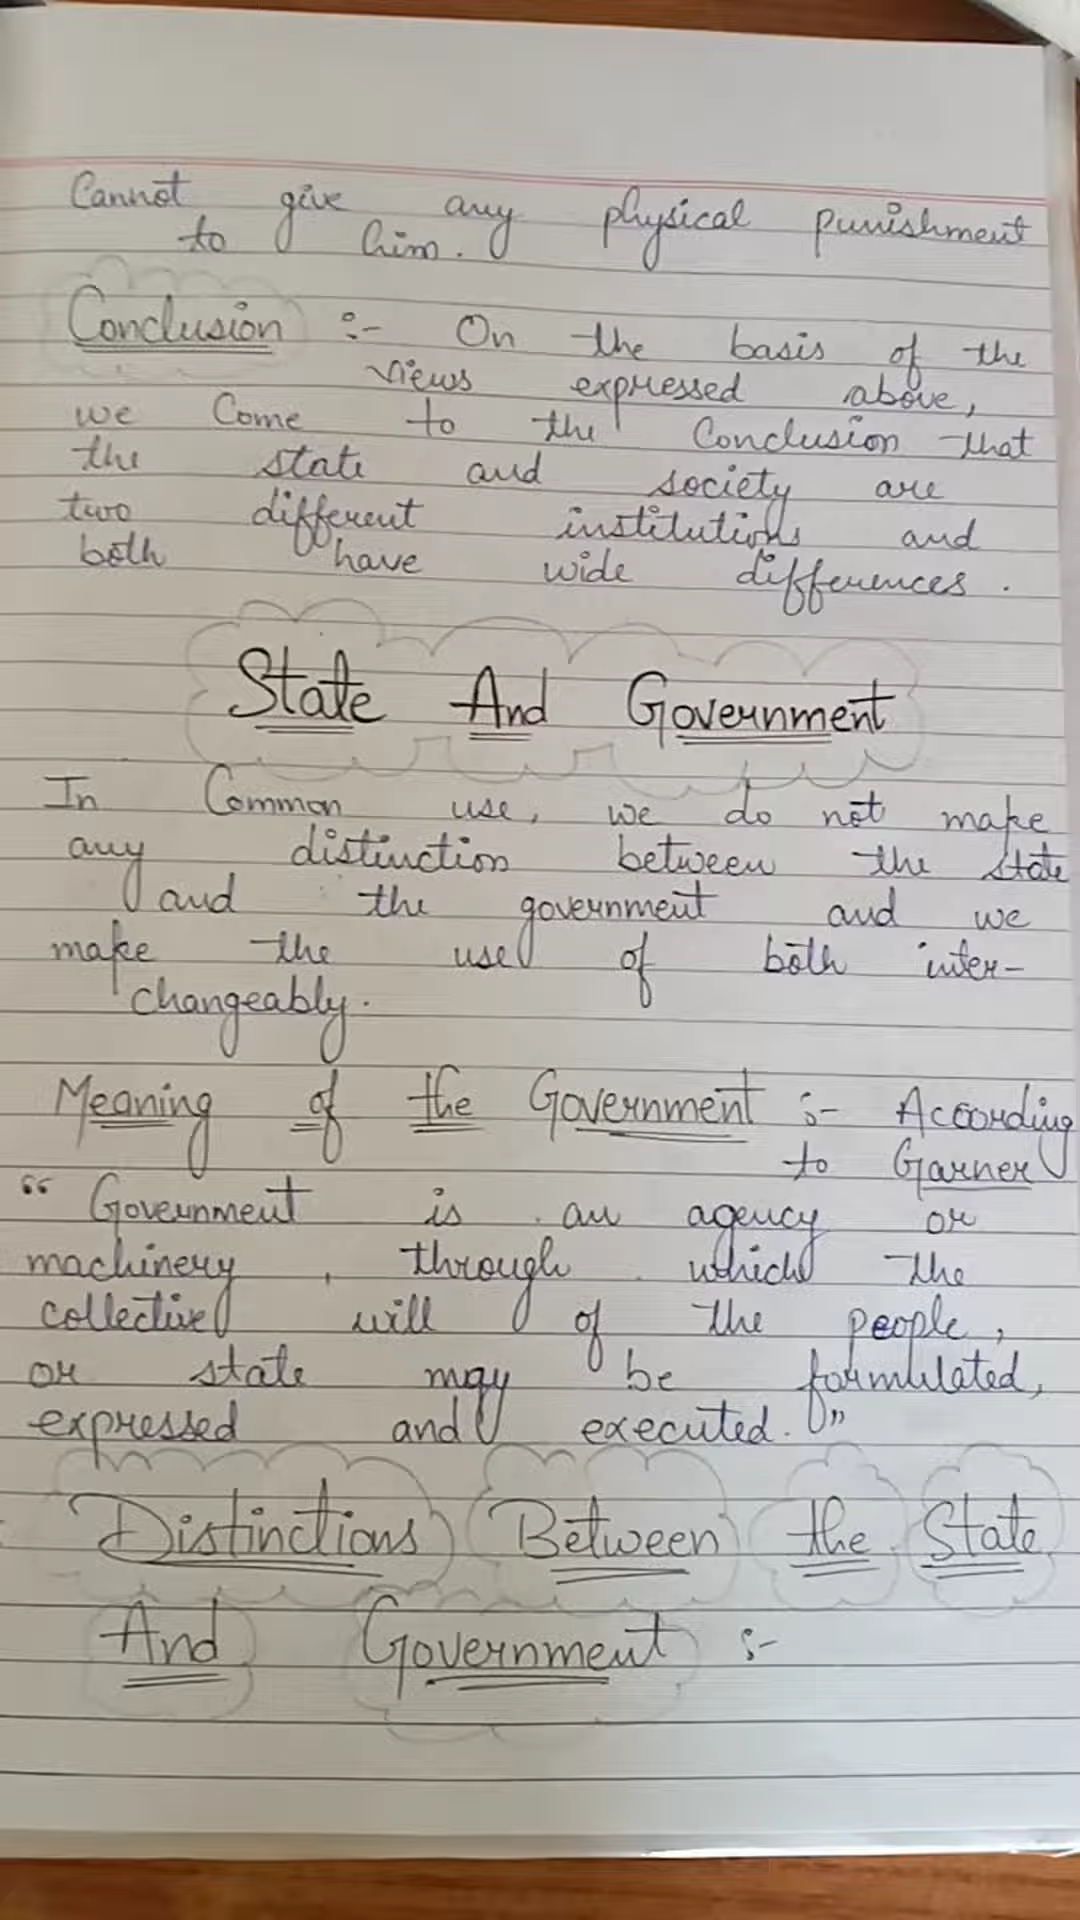 Cannot give any physical punishment
to him.
Conclusion :- On the basis of the
views expressed above,
we Come to the Conclusion that
the state and society are
two different institutions and
both have wide differences.
State And Government
In Common use, we do not make
any distinction between the state
and the government and we
make the use of both inter-
changeably.
Meaning of the Government :- According
to Garner
" Government is an agency or
machinery, through which the
collective will of the people,
or state may be formulated,
expressed and executed."
Distinctions Between the State
And Government :-